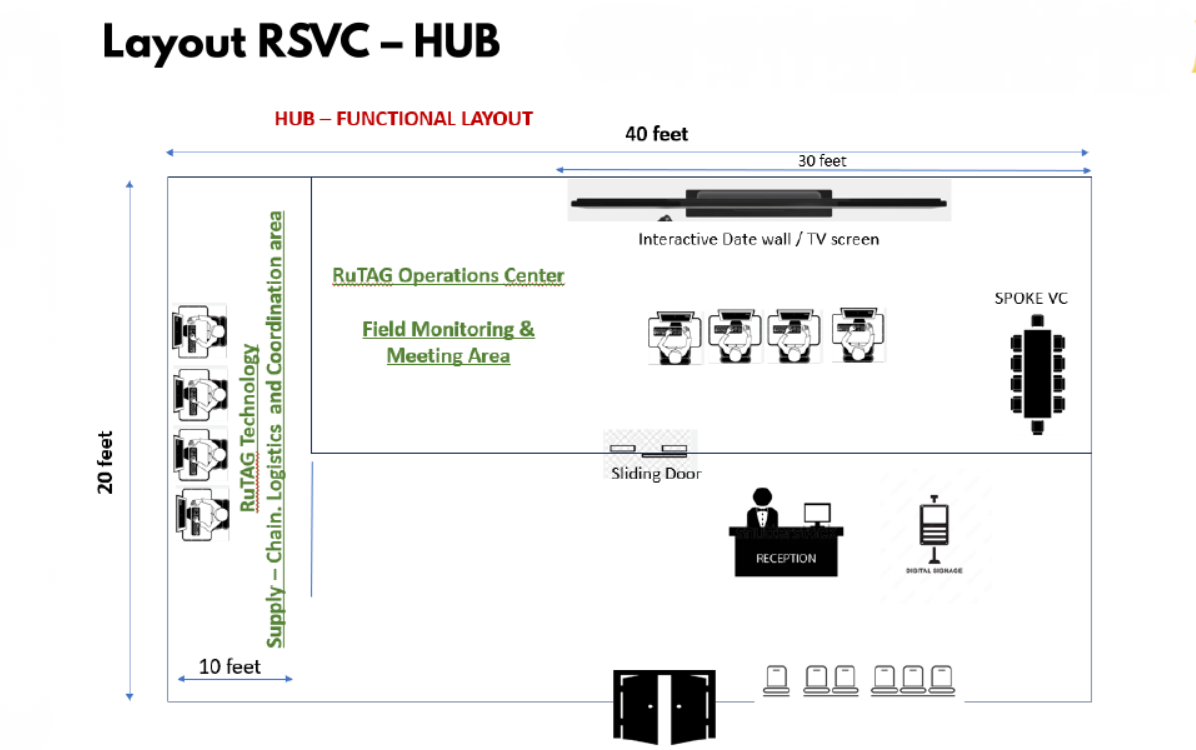 Layout RSVC – HUB
HUB – FUNCTIONAL LAYOUT
40 feet
30 feet
Interactive Date wall / TV screen
RuTAG Operations Center
SPOKE VC
Field Monitoring &
Meeting Area
RuTAG Technology
Supply – Chain. Logistics and Coordination area
20 feet
Sliding Door
RECEPTION
DIGITAL SIGNAGE
10 feet